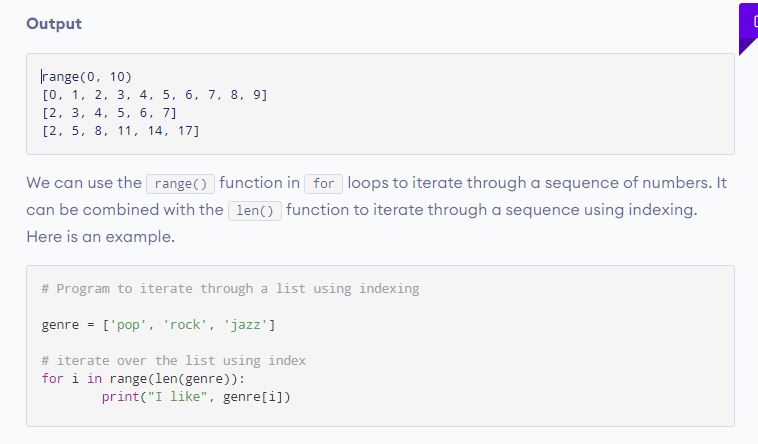 Output
range(0, 10)
[0, 1, 2, 3, 4, 5, 6, 7, 8, 9]
[2, 3, 4, 5, 6, 7]
[2, 5, 8, 11, 14, 17]
We can use the range() function in for loops to iterate through a sequence of numbers. It
can be combined with the len() function to iterate through a sequence using indexing.
Here is an example.
# Program to iterate through a list using indexing
genre = ['pop', 'rock', 'jazz']
# iterate over the list using index
for i in range(len(genre)):
        print("I like", genre[i])